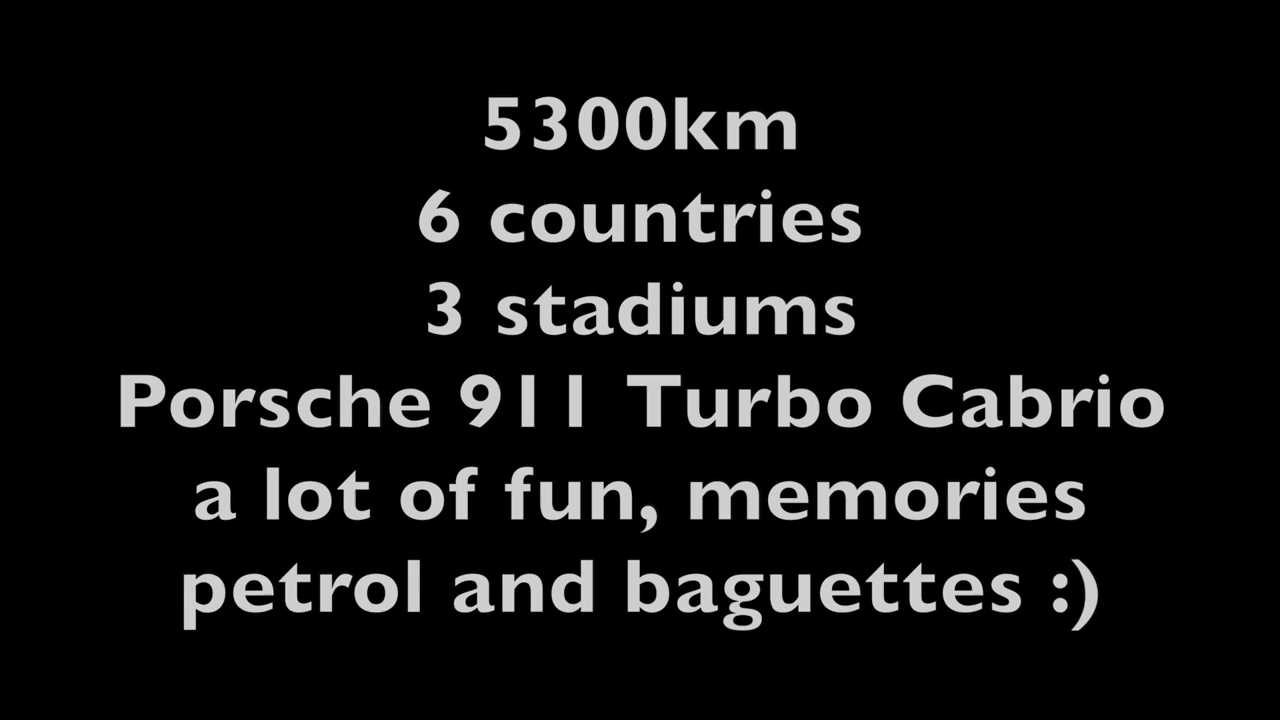 5300km
6 countries
3 stadiums
Porsche 911 Turbo Cabrio
a lot of fun, memories
petrol and baguettes :)